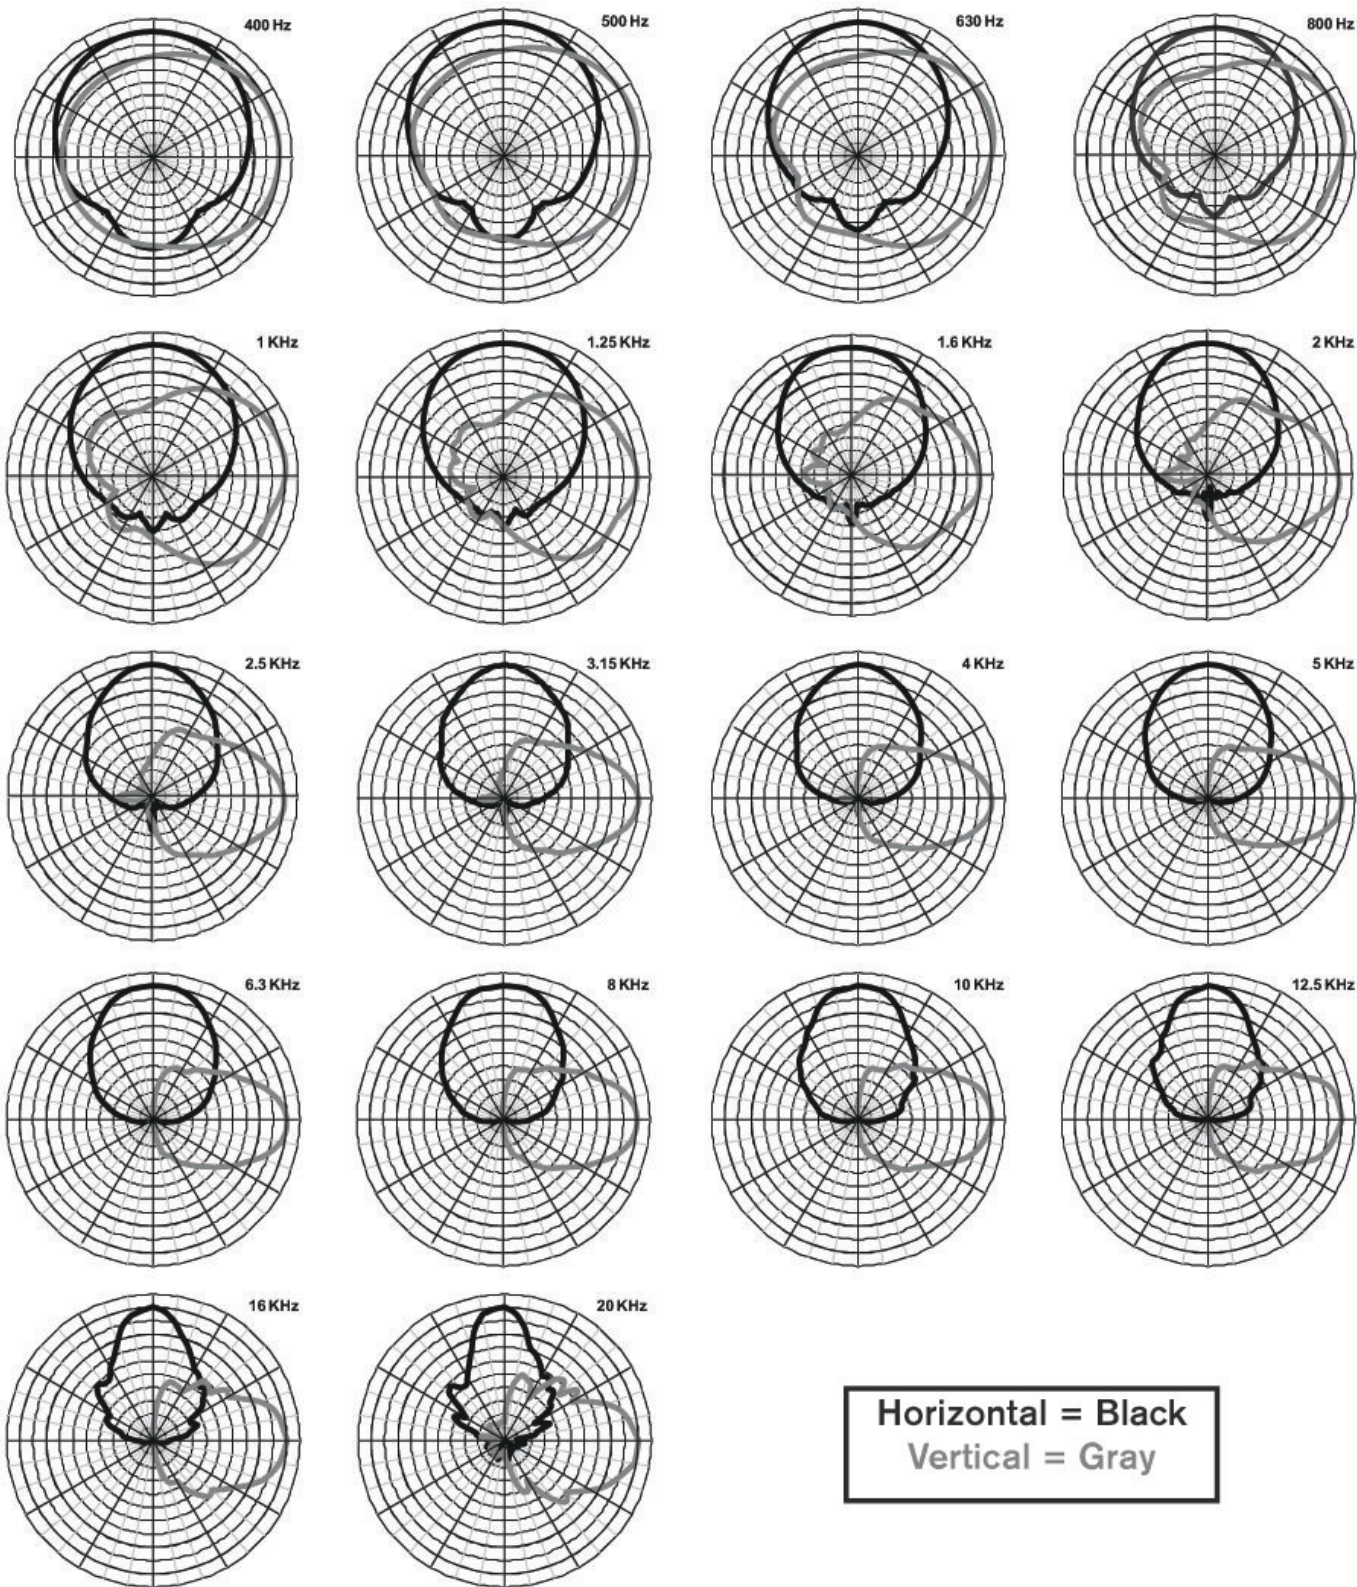 400 Hz
500 Hz
630 Hz
800 Hz
1 KHz
1.25 KHz
1.6 KHz
2 KHz
2.5 KHz
3.15 KHz
4 KHz
5 KHz
6.3 KHz
8 KHz
10 KHz
12.5 KHz
16 KHz
20 KHz
Horizontal = Black
Vertical = Gray